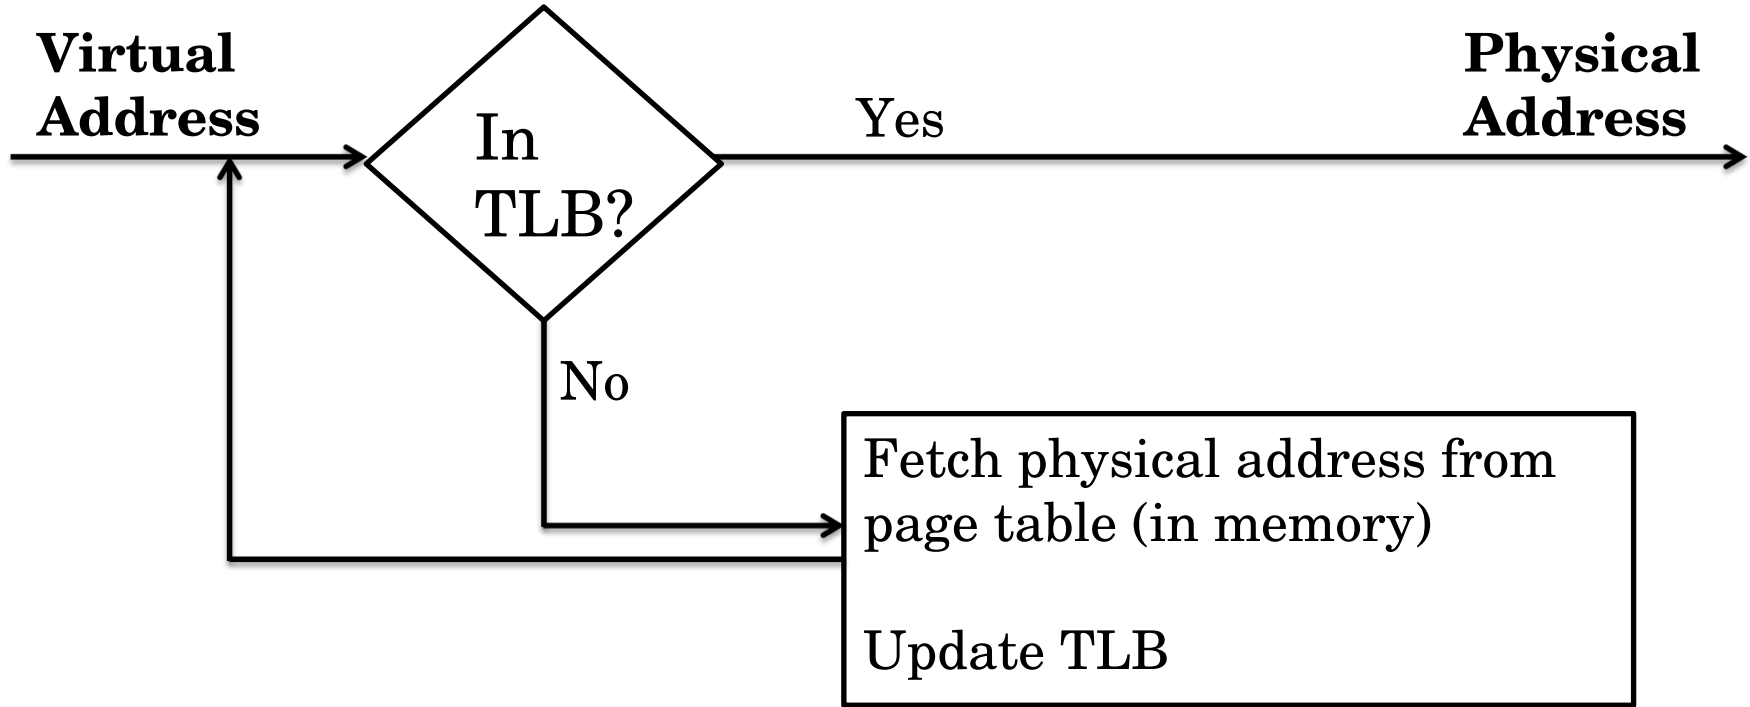 Virtual
Address
In
TLB?
Yes
Physical
Address
No
Fetch physical address from
page table (in memory)
Update TLB